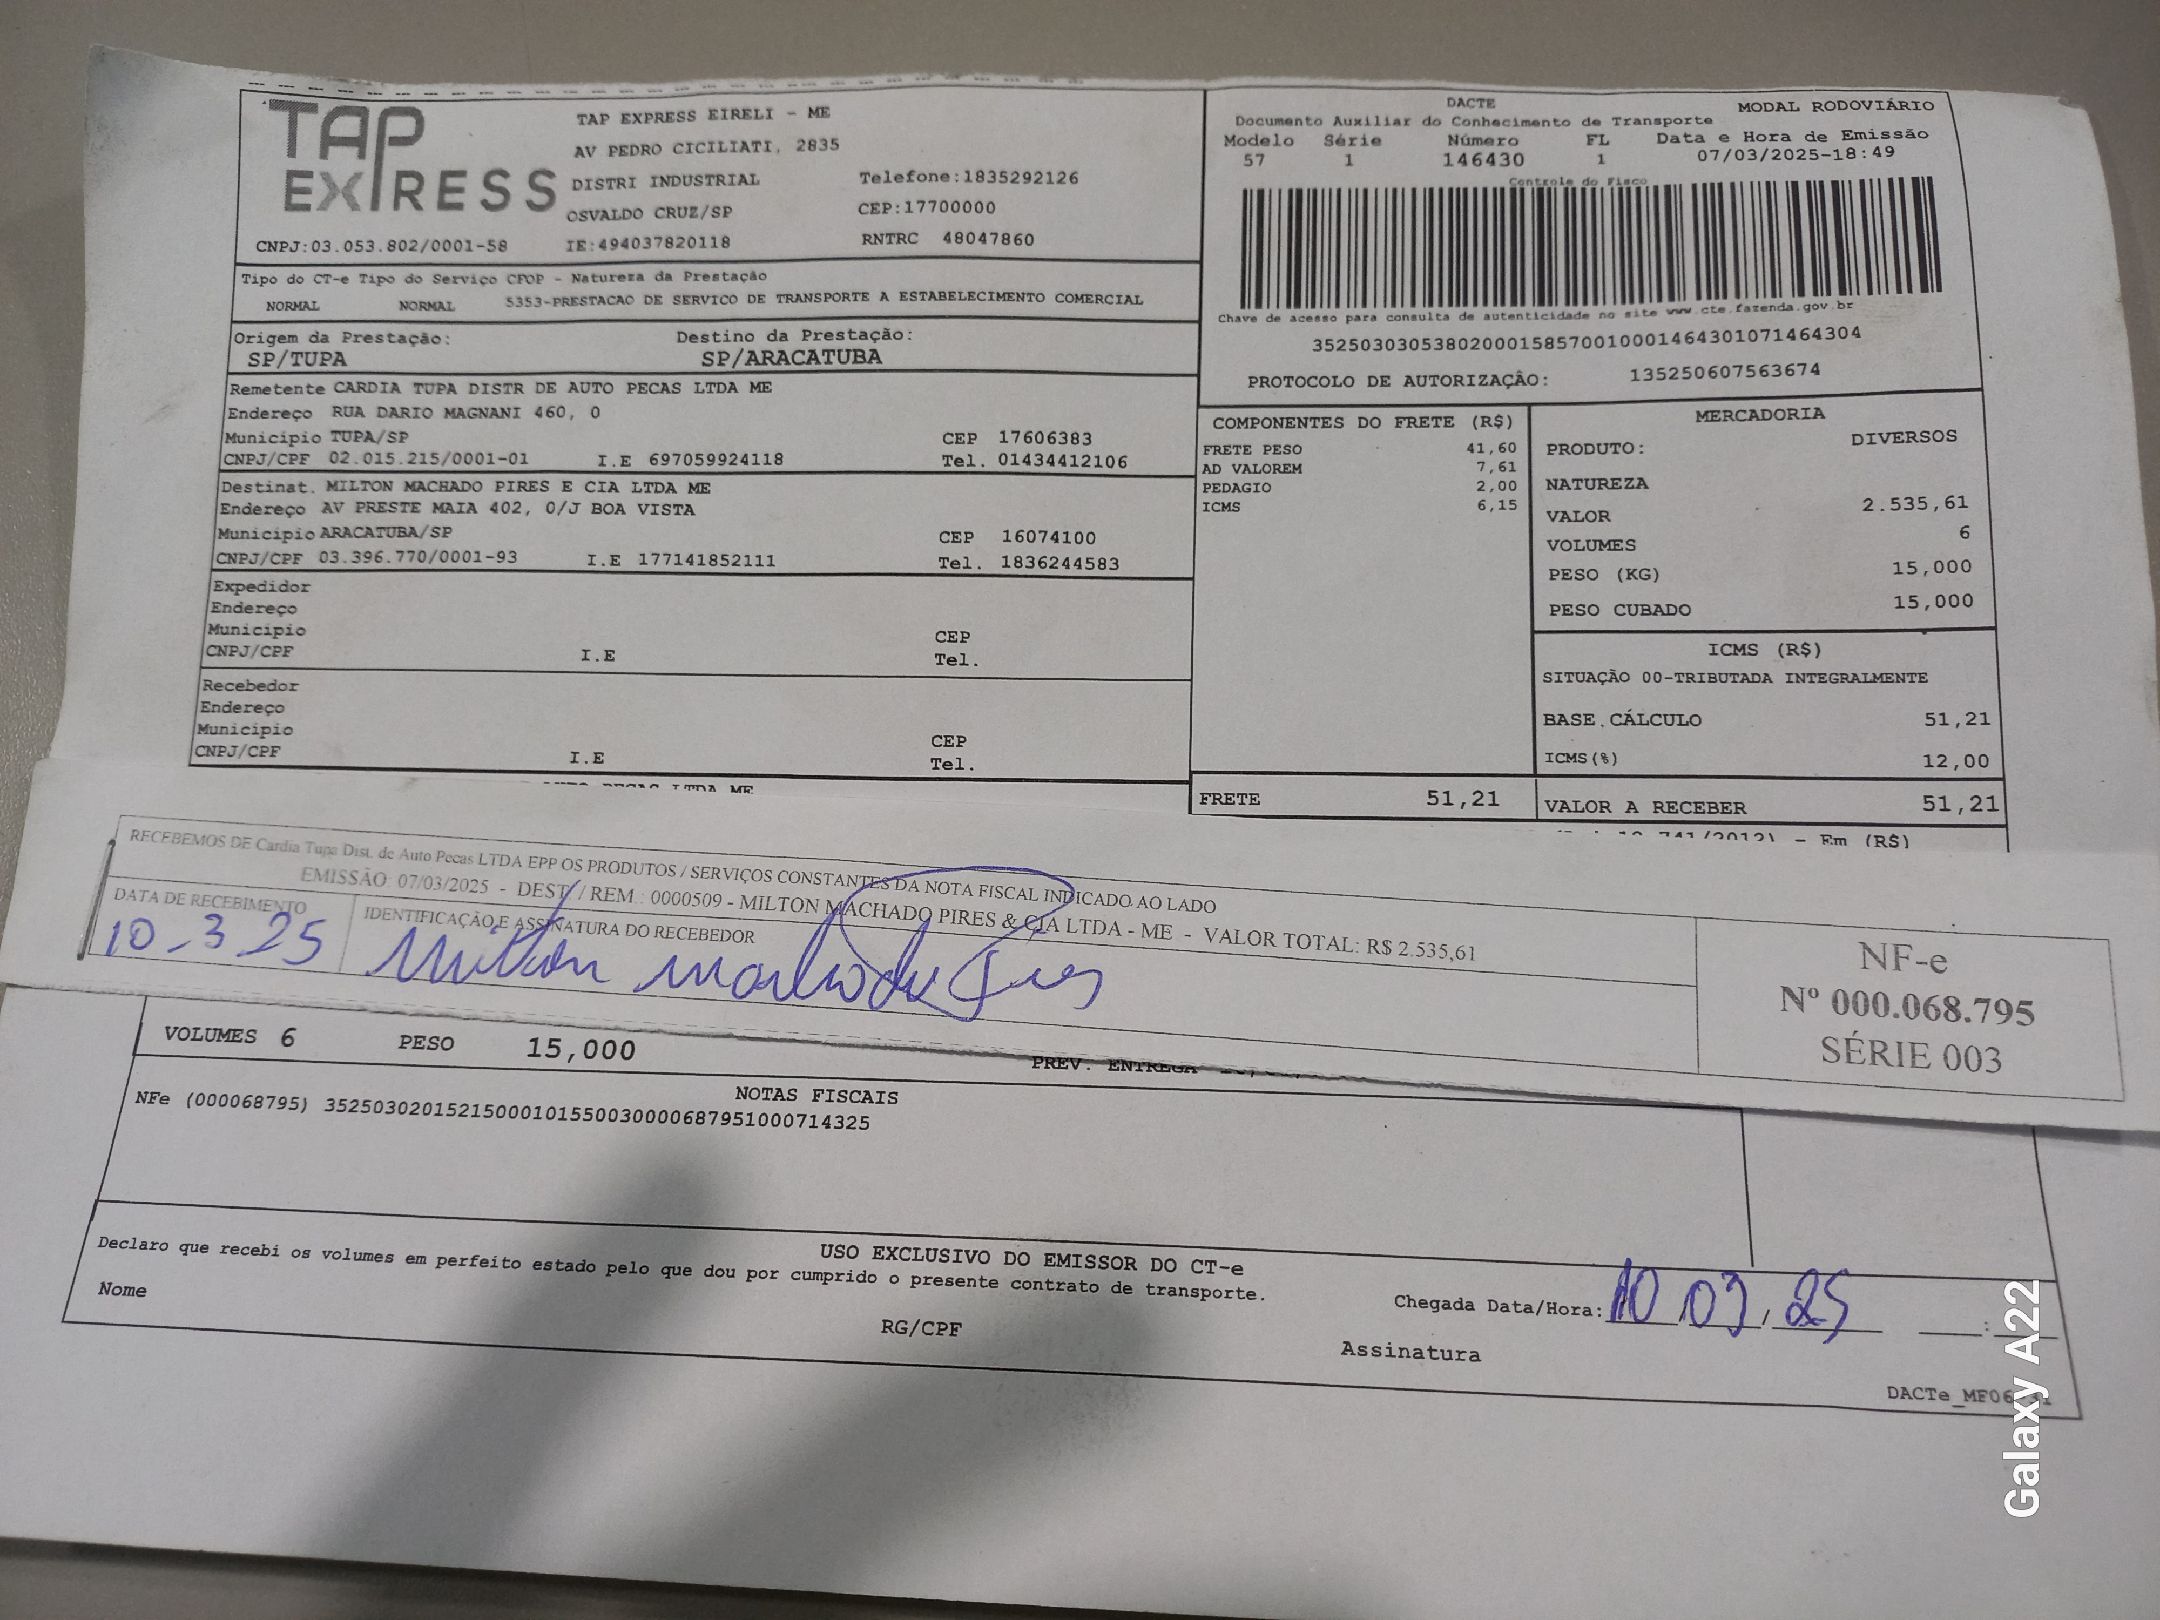 TAP EXPRESS
TAP EXPRESS EIRELI - ME
AV PEDRO CICILIATI, 2835
DISTRI INDUSTRIAL Telefone:1835292126
OSVALDO CRUZ/SP CEP:17700000
CNPJ:03.053.802/0001-58 IE:494037820118 RNTRC 48047860
DACTE MODAL RODOVIÁRIO
Documento Auxiliar do Conhecimento de Transporte
Modelo Série Número FL Data e Hora de Emissão
57 1 146430 1 07/03/2025-18:49
Controle do Fisco
Chave de acesso para consulta de autenticidade no site www.cte.fazenda.gov.br
35250303053802000158570010001464301071464304
PROTOCOLO DE AUTORIZAÇÃO: 135250607563674
Tipo do CT-e Tipo do Serviço CFOP - Natureza da Prestação
NORMAL NORMAL 5353-PRESTACAO DE SERVICO DE TRANSPORTE A ESTABELECIMENTO COMERCIAL
Origem da Prestação: Destino da Prestação:
SP/TUPA SP/ARACATUBA
Remetente CARDIA TUPA DISTR DE AUTO PECAS LTDA ME
Endereço RUA DARIO MAGNANI 460, 0
Municipio TUPA/SP CEP 17606383
CNPJ/CPF 02.015.215/0001-01 I.E 697059924118 Tel. 01434412106
Destinat. MILTON MACHADO PIRES E CIA LTDA ME
Endereço AV PRESTE MAIA 402, 0/J BOA VISTA
Municipio ARACATUBA/SP CEP 16074100
CNPJ/CPF 03.396.770/0001-93 I.E 177141852111 Tel. 1836244583
Expedidor
Endereço
Municipio CEP
CNPJ/CPF I.E Tel.
Recebedor
Endereço
Municipio CEP
CNPJ/CPF I.E Tel.
COMPONENTES DO FRETE (R$)
FRETE PESO 41,60
AD VALOREM 7,61
PEDAGIO 2,00
ICMS 6,15
FRETE 51,21
MERCADORIA
PRODUTO: DIVERSOS
NATUREZA
VALOR 2.535,61
VOLUMES 6
PESO (KG) 15,000
PESO CUBADO 15,000
ICMS (R$)
SITUAÇÃO 00-TRIBUTADA INTEGRALMENTE
BASE.CÁLCULO 51,21
ICMS(%) 12,00
VALOR A RECEBER 51,21
LTDA ME
- Em (R$)
RECEBEMOS DE Cardia Tupa Dist. de Auto Pecas LTDA EPP OS PRODUTOS / SERVIÇOS CONSTANTES DA NOTA FISCAL INDICADO AO LADO
EMISSÃO: 07/03/2025 - DEST. / REM.: 0000509 - MILTON MACHADO PIRES & CIA LTDA - ME - VALOR TOTAL: R$ 2.535,61
DATA DE RECEBIMENTO IDENTIFICAÇÃO E ASSINATURA DO RECEBEDOR
10_3 25 Milton Machado Pires
NF-e
Nº 000.068.795
SÉRIE 003
VOLUMES 6 PESO 15,000 PREV. ENTREGA
NOTAS FISCAIS
NFe (000068795) 35250302015215000101550030000687951000714325
USO EXCLUSIVO DO EMISSOR DO CT-e
Declaro que recebi os volumes em perfeito estado pelo que dou por cumprido o presente contrato de transporte.
Nome RG/CPF Chegada Data/Hora: 10 03, 25 :
Assinatura
Galaxy A22